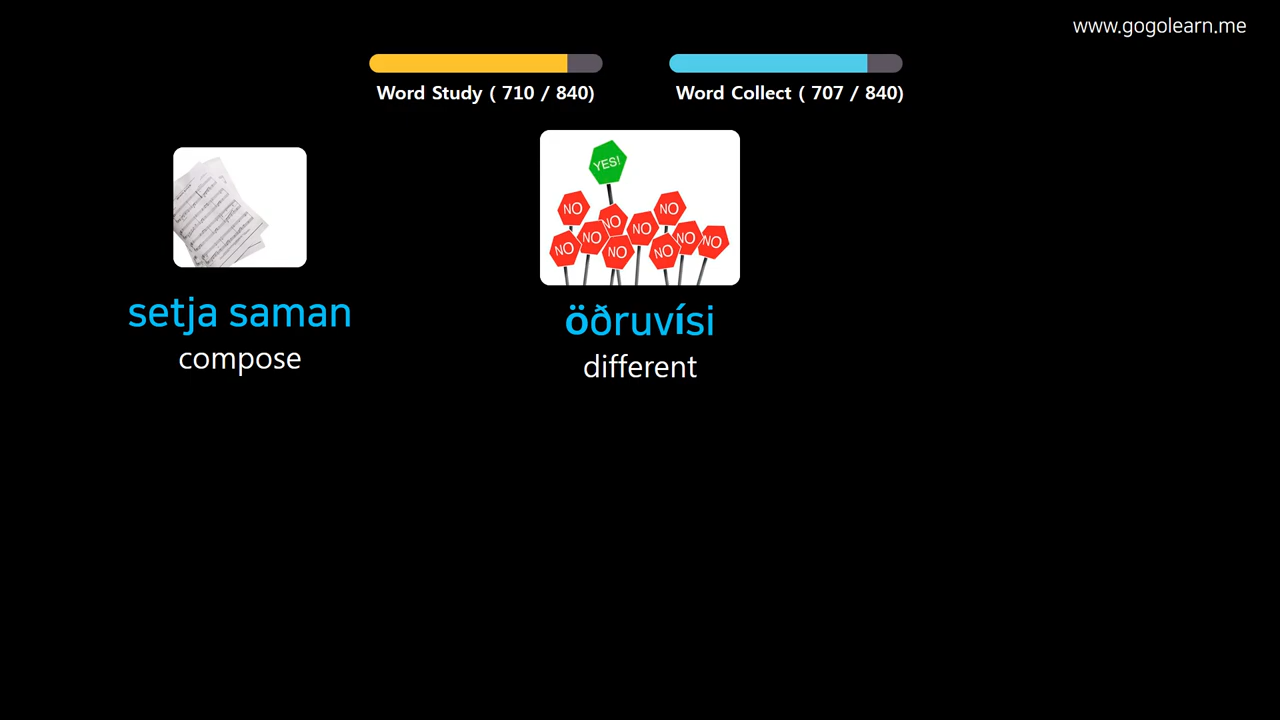 www.gogolearn.me
Word Study ( 710 / 840)
Word Collect ( 707 / 840)
YES!
NO
NO
NO
NO
NO
NO
NO
NO
NO
NO
setja saman
compose
öðruvísi
different